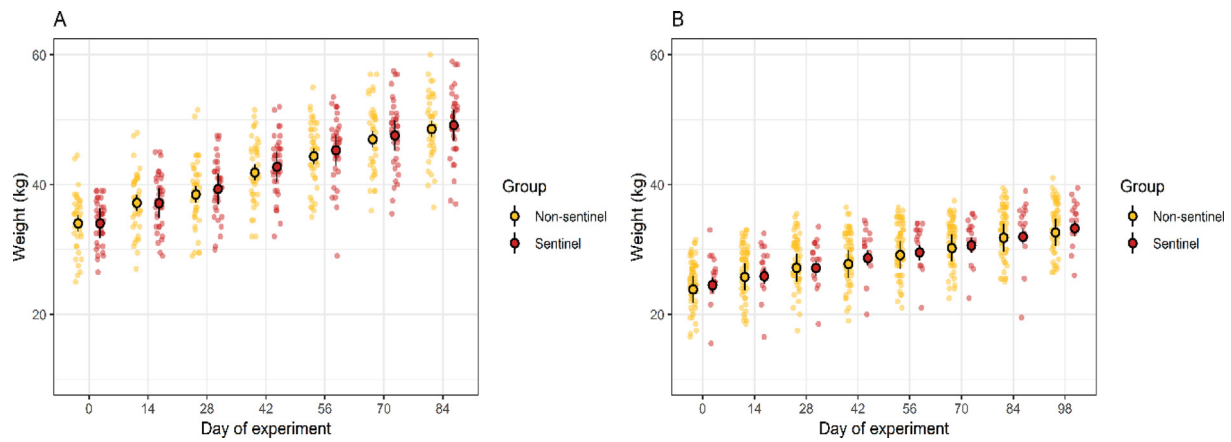 A
60
40
20
Weight (kg)
0 14 28 42 56 70 84
Day of experiment
Group
Non-sentinel
Sentinel
B
60
40
20
Weight (kg)
0 14 28 42 56 70 84 98
Day of experiment
Group
Non-sentinel
Sentinel